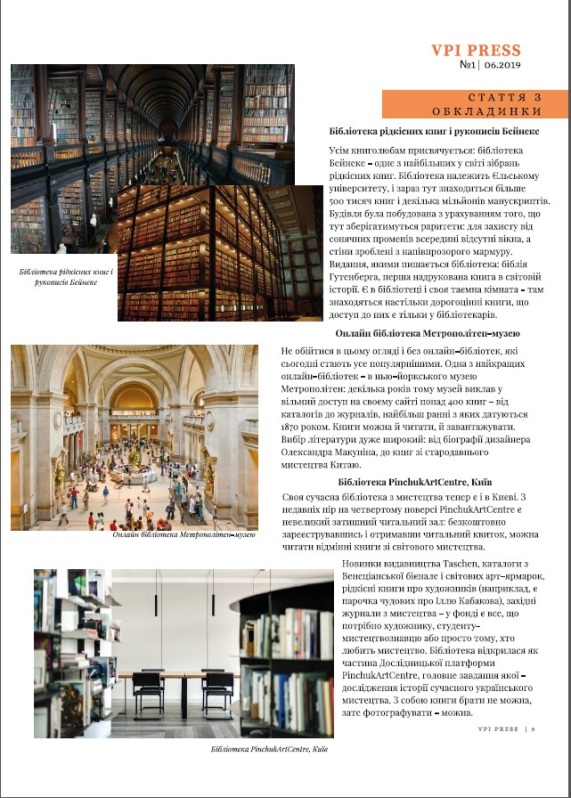 VPI PRESS
№1| 06.2019
СТАТТЯ З
ОБКЛАДИНКИ
Бібліотека рідкісних книг і рукописів Бейнеке
Усім книголюбам присвячується: бібліотека
Бейнеке – одне з найбільших у світі зібрань
рідкісних книг. Бібліотека належить Єльському
університету, і зараз тут знаходиться більше
500 тисяч книг і декілька мільйонів манускриптів.
Будівля була побудована з урахуванням того, що
тут зберігатимуться раритети: для захисту від
сонячних променів всередині відсутні вікна, а
стіни зроблені з напівпрозорого мармуру.
Видання, якими пишається бібліотека: біблія
Гутенберга, перша надрукована книга в світовій
історії. Є в бібліотеці і своя таємна кімната – там
знаходяться настільки дорогоцінні книги, що
доступ до них є тільки у бібліотекарів.
Бібліотека рідкісних книг і
рукописів Бейнеке
Онлайн бібліотека Метрополітен–музею
Не обійтися в цьому огляді і без онлайн–бібліотек, які
сьогодні стають усе популярнішими. Одна з найкращих
онлайн–бібліотек – в нью–йоркського музею
Метрополітен: декілька років тому музей виклав у
вільний доступ на своєму сайті понад 400 книг – від
каталогів до журналів, найбільш ранні з яких датуються
1870 роком. Книги можна й читати, й завантажувати.
Вибір літератури дуже широкий: від біографії дизайнера
Олександра Макуніна, до книг зі стародавнього
мистецтва Китаю.
Онлайн бібліотека Метрополітен–музею
Бібліотека PinchukArtCentre, Київ
Своя сучасна бібліотека з мистецтва тепер є і в Києві. З
недавніх пір на четвертому поверсі PinchukArtCentre є
невеликий затишний читальний зал: безкоштовно
зареєструвавшись і отримавши читальний квиток, можна
читати відмінні книги зі світового мистецтва.
Новинки видавництва Taschen, каталоги з
Венеціанської бієнале і світових арт–ярмарок,
рідкісні книги про художників (наприклад, є
парочка чудових про Іллю Кабакова), західні
журнали з мистецтва – у фонді є все, що
потрібно художнику, студенту–
мистецтвознавцю або просто тому, хто
любить мистецтво. Бібліотека відкрилася як
частина Дослідницької платформи
PinchukArtCentre, головне завдання якої –
дослідження історії сучасного українського
мистецтва. З собою книги брати не можна,
зате фотографувати – можна.
Бібліотека PinchukArtCentre, Київ
VPI PRESS |